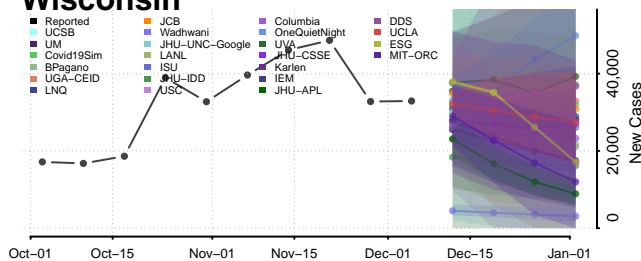 Wisconsin
Reported JCB Columbia DDS
UCSB Wadhwani OneQuietNight UCLA
UM JHU−UNC−Google UVA ESG
Covid19Sim LANL JHU−CSSE MIT−ORC
BPagano ISU Karlen
UGA−CEID JHU−IDD IEM
LNQ USC JHU−APL
40,000
20,000
0
New Cases
Oct−01 Oct−15 Nov−01 Nov−15 Dec−01 Dec−15 Jan−01